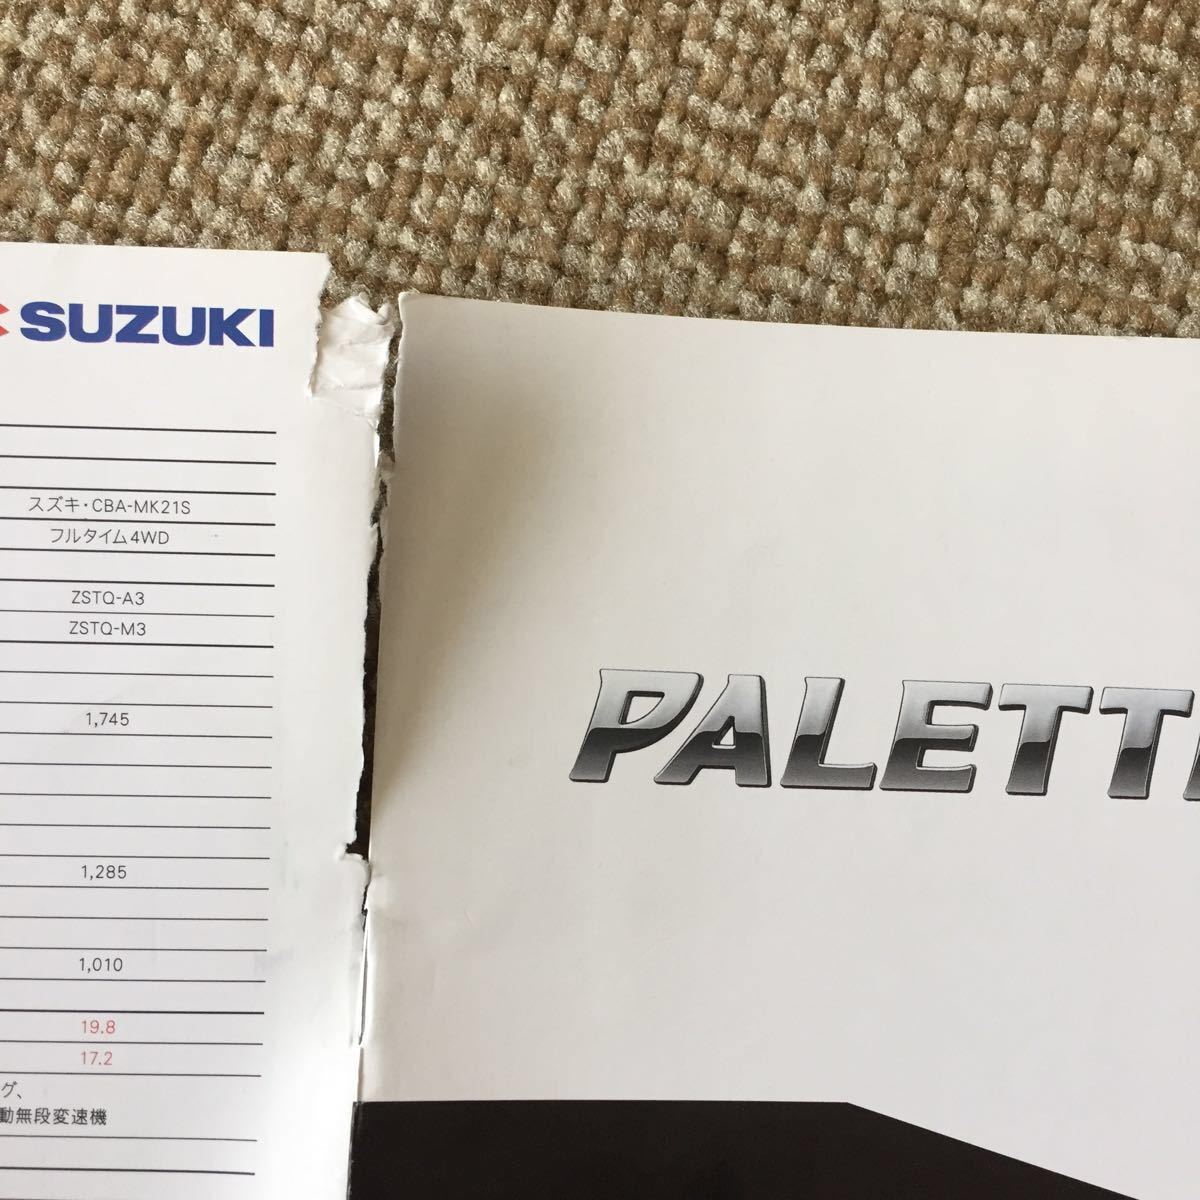 SUZUKI
スズキ・CBA-MK21S
フルタイム4WD
ZSTQ-A3
ZSTQ-M3
1,745
1,285
1,010
19.8
17.2
グ、
動無段変速機
PALETT